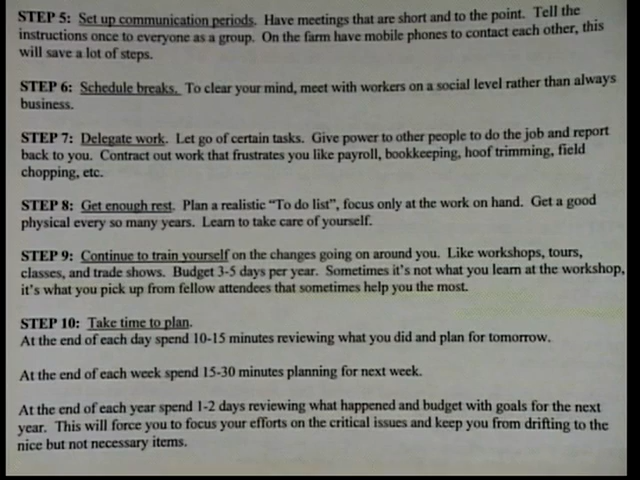 STEP 5: Set up communication periods. Have meetings that are short and to the point. Tell the
instructions once to everyone as a group. On the farm have mobile phones to contact each other, this
will save a lot of steps.
STEP 6: Schedule breaks. To clear your mind, meet with workers on a social level rather than always
business.
STEP 7: Delegate work. Let go of certain tasks. Give power to other people to do the job and report
back to you. Contract out work that frustrates you like payroll, bookkeeping, hoof trimming, field
chopping, etc.
STEP 8: Get enough rest. Plan a realistic “To do list”, focus only at the work on hand. Get a good
physical every so many years. Learn to take care of yourself.
STEP 9: Continue to train yourself on the changes going on around you. Like workshops, tours,
classes, and trade shows. Budget 3-5 days per year. Sometimes it's not what you learn at the workshop,
it's what you pick up from fellow attendees that sometimes help you the most.
STEP 10: Take time to plan.
At the end of each day spend 10-15 minutes reviewing what you did and plan for tomorrow.
At the end of each week spend 15-30 minutes planning for next week.
At the end of each year spend 1-2 days reviewing what happened and budget with goals for the next
year. This will force you to focus your efforts on the critical issues and keep you from drifting to the
nice but not necessary items.